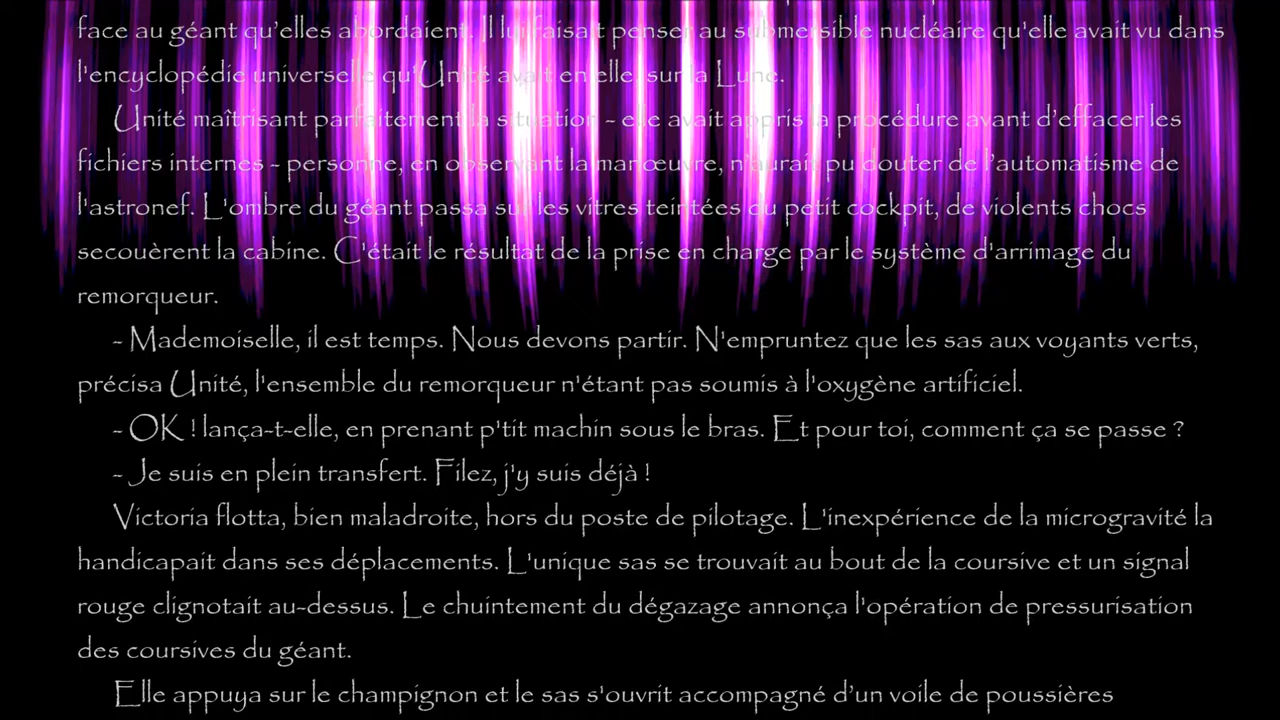 face au géant qu’elles abordaient. Il lui faisait penser au submersible nucléaire qu'elle avait vu dans
l'encyclopédie universelle qu'Unité avait en elle, sur la Lune.
Unité maîtrisant parfaitement la situation - elle avait appris la procédure avant d’effacer les
fichiers internes - personne, en observant la manœuvre, n’aurait pu douter de l’automatisme de
l'astronef. L'ombre du géant passa sur les vitres teintées du petit cockpit, de violents chocs
secouèrent la cabine. C'était le résultat de la prise en charge par le système d'arrimage du
remorqueur.
- Mademoiselle, il est temps. Nous devons partir. N'empruntez que les sas aux voyants verts,
précisa Unité, l'ensemble du remorqueur n'étant pas soumis à l'oxygène artificiel.
- OK ! lança-t-elle, en prenant p'tit machin sous le bras. Et pour toi, comment ça se passe ?
- Je suis en plein transfert. Filez, j'y suis déjà !
Victoria flotta, bien maladroite, hors du poste de pilotage. L'inexpérience de la microgravité la
handicapait dans ses déplacements. L'unique sas se trouvait au bout de la coursive et un signal
rouge clignotait au-dessus. Le chuintement du dégazage annonça l'opération de pressurisation
des coursives du géant.
Elle appuya sur le champignon et le sas s'ouvrit accompagné d’un voile de poussières